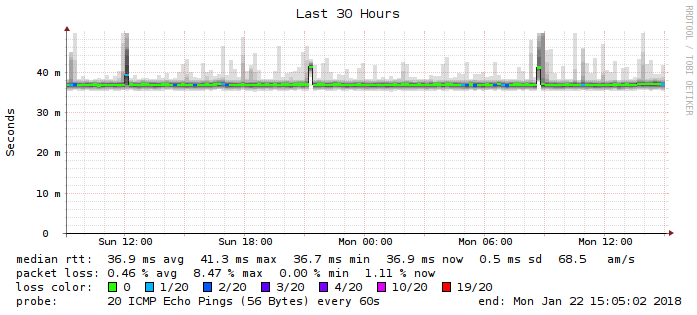 Last 30 Hours
RRDTOOL / TOBI OETIKER
Seconds
40 m
30 m
20 m
10 m
0
Sun 12:00 Sun 18:00 Mon 00:00 Mon 06:00 Mon 12:00
median rtt: 36.9 ms avg 41.3 ms max 36.7 ms min 36.9 ms now 0.5 ms sd 68.5 am/s
packet loss: 0.46 % avg 8.47 % max 0.00 % min 1.11 % now
loss color: 0 1/20 2/20 3/20 4/20 10/20 19/20
probe: 20 ICMP Echo Pings (56 Bytes) every 60s end: Mon Jan 22 15:05:02 2018